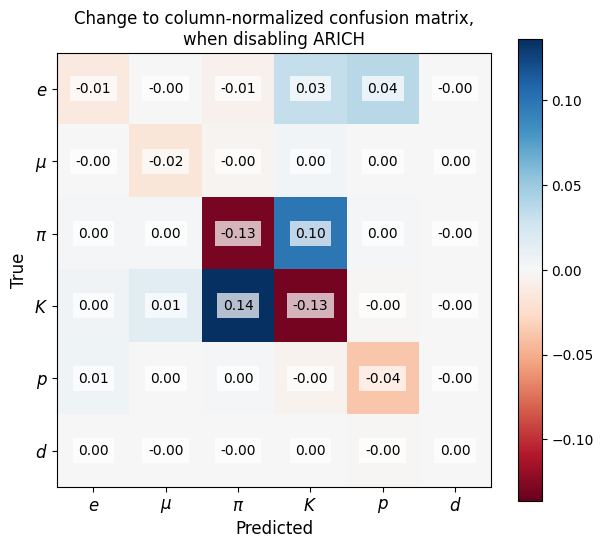 Change to column-normalized confusion matrix,
when disabling ARICH
e -0.01 -0.00 -0.01 0.03 0.04 -0.00
μ -0.00 -0.02 -0.00 0.00 0.00 0.00
π 0.00 0.00 -0.13 0.10 0.00 -0.00
K 0.00 0.01 0.14 -0.13 -0.00 -0.00
p 0.01 0.00 0.00 -0.00 -0.04 -0.00
d 0.00 -0.00 -0.00 0.00 -0.00 0.00
e μ π K p d
Predicted
True
0.10
0.05
0.00
-0.05
-0.10